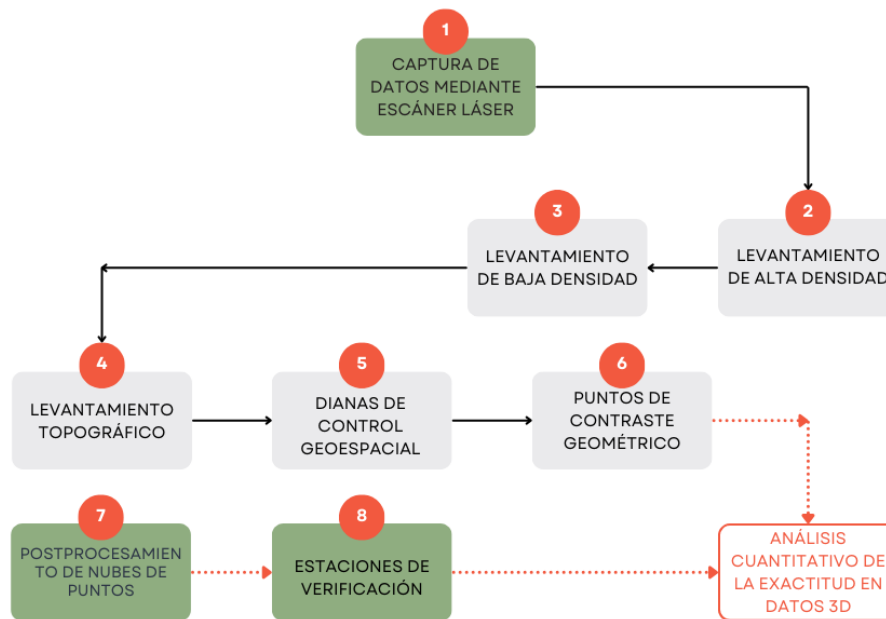 1
CAPTURA DE
DATOS MEDIANTE
ESCÁNER LÁSER
2
LEVANTAMIENTO
DE ALTA DENSIDAD
3
LEVANTAMIENTO
DE BAJA DENSIDAD
4
LEVANTAMIENTO
TOPOGRÁFICO
5
DIANAS DE
CONTROL
GEOESPACIAL
6
PUNTOS DE
CONTRASTE
GEOMÉTRICO
7
POSTPROCESAMIEN
TO DE NUBES DE
PUNTOS
8
ESTACIONES DE
VERIFICACIÓN
ANÁLISIS
CUANTITATIVO DE
LA EXACTITUD EN
DATOS 3D